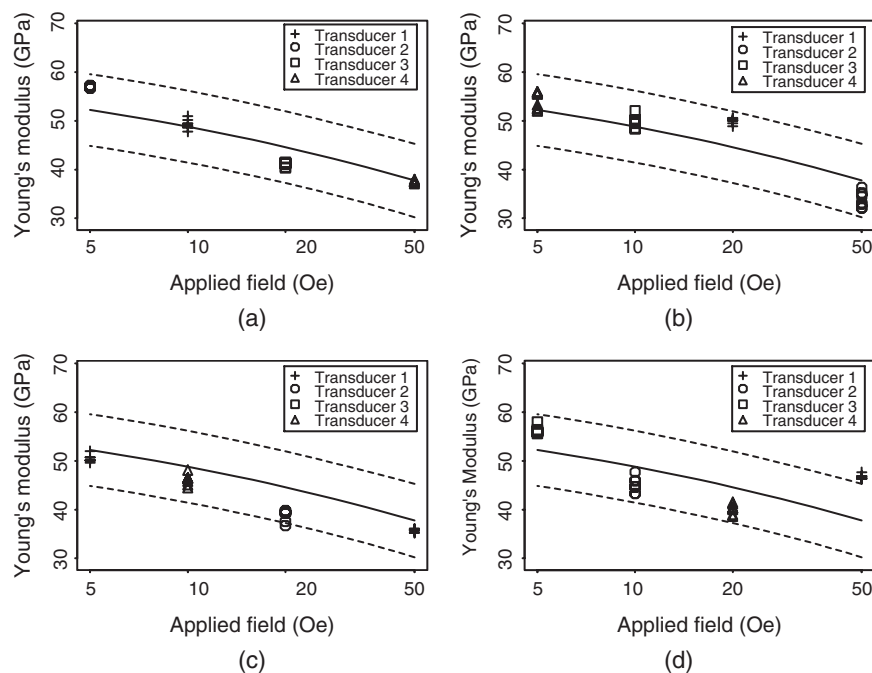 Young's modulus (GPa)
70
60
50
40
30
Transducer 1
Transducer 2
Transducer 3
Transducer 4
5 10 20 50
Applied field (Oe)
(a)
Young's modulus (GPa)
70
60
50
40
30
Transducer 1
Transducer 2
Transducer 3
Transducer 4
5 10 20 50
Applied field (Oe)
(b)
Young's modulus (GPa)
70
60
50
40
30
Transducer 1
Transducer 2
Transducer 3
Transducer 4
5 10 20 50
Applied field (Oe)
(c)
Young's Modulus (GPa)
70
60
50
40
30
Transducer 1
Transducer 2
Transducer 3
Transducer 4
5 10 20 50
Applied field (Oe)
(d)